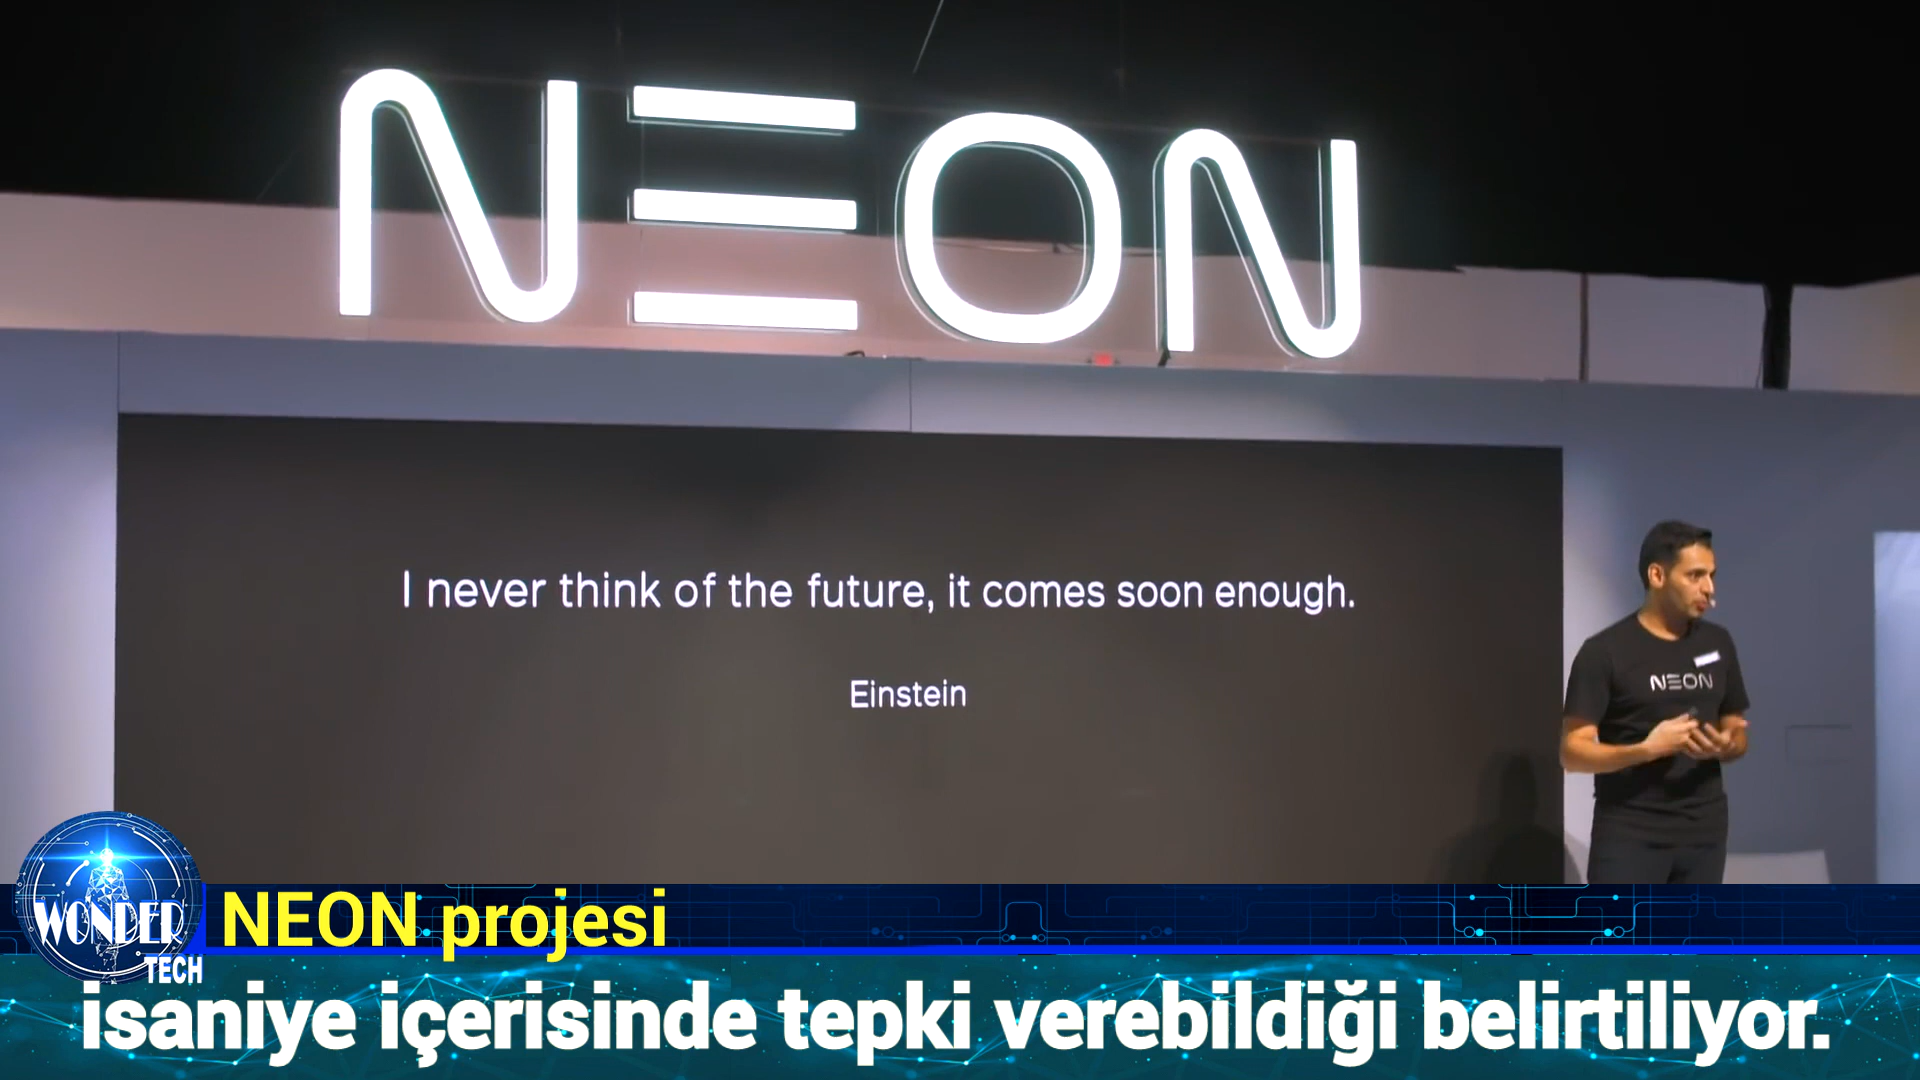 NEON
I never think of the future, it comes soon enough.
Einstein
NEON
WONDER
TECH
NEON projesi
isaniye içerisinde tepki verebildiği belirtiliyor.